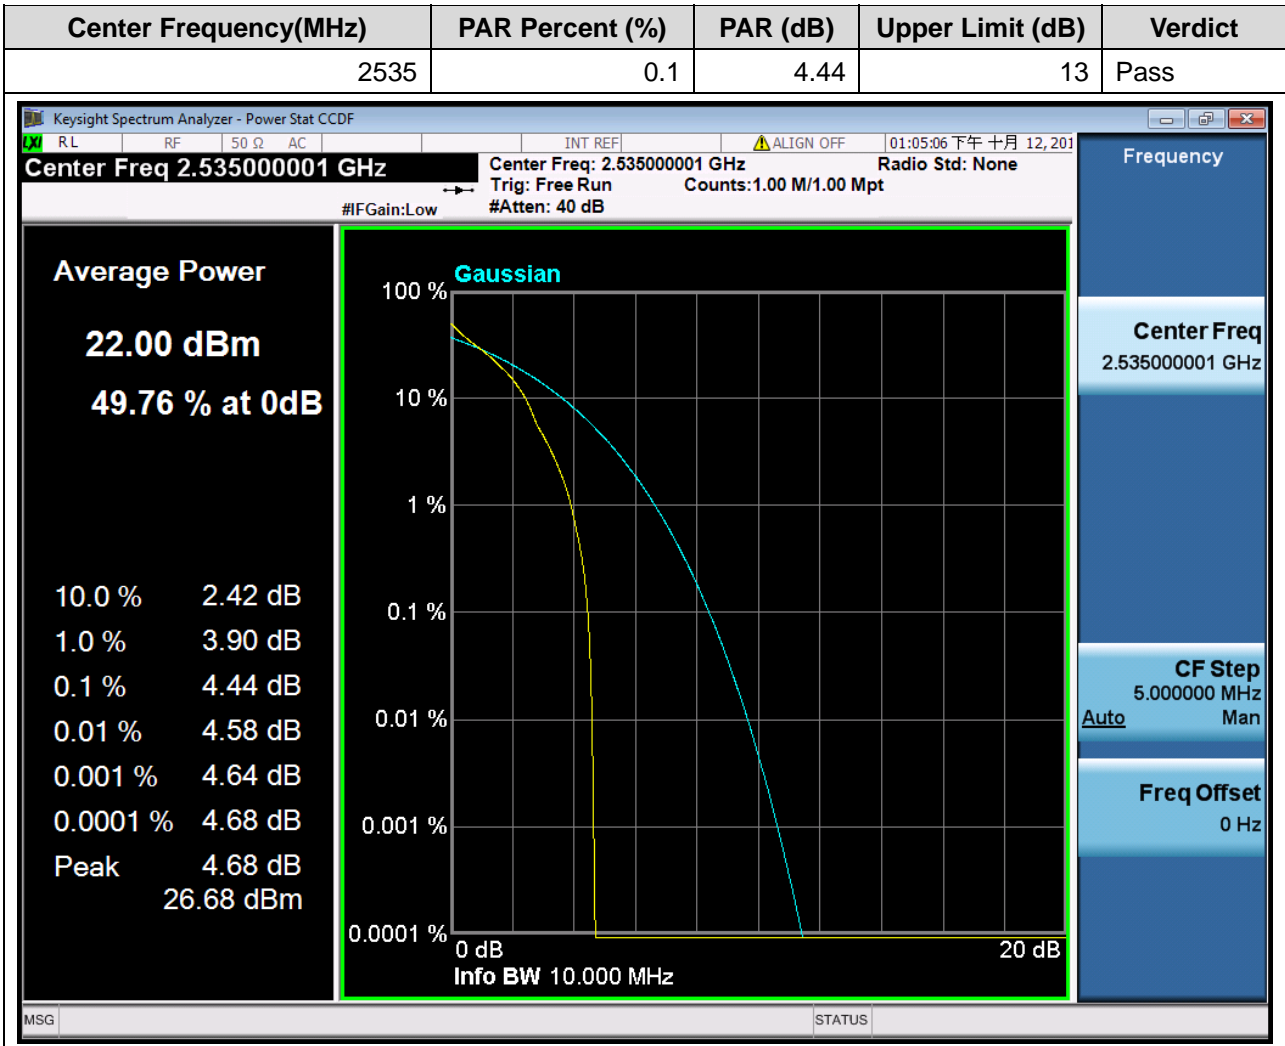 Center Frequency(MHz) PAR Percent (%) PAR (dB) Upper Limit (dB) Verdict
2535 0.1 4.44 13 Pass
Keysight Spectrum Analyzer - Power Stat CCDF
LXI RL RF 50 Ω AC INT REF ALIGN OFF 01:05:06 下午 十月 12, 201
Center Freq 2.535000001 GHz
#IFGain:Low
Center Freq: 2.535000001 GHz Radio Std: None
Trig: Free Run Counts:1.00 M/1.00 Mpt
#Atten: 40 dB
Average Power
22.00 dBm
49.76 % at 0dB
10.0 % 2.42 dB
1.0 % 3.90 dB
0.1 % 4.44 dB
0.01 % 4.58 dB
0.001 % 4.64 dB
0.0001 % 4.68 dB
Peak 4.68 dB
26.68 dBm
Gaussian
100 %
10 %
1 %
0.1 %
0.01 %
0.001 %
0.0001 %
0 dB 20 dB
Info BW 10.000 MHz
Frequency
Center Freq
2.535000001 GHz
CF Step
5.000000 MHz
Auto Man
Freq Offset
0 Hz
MSG STATUS